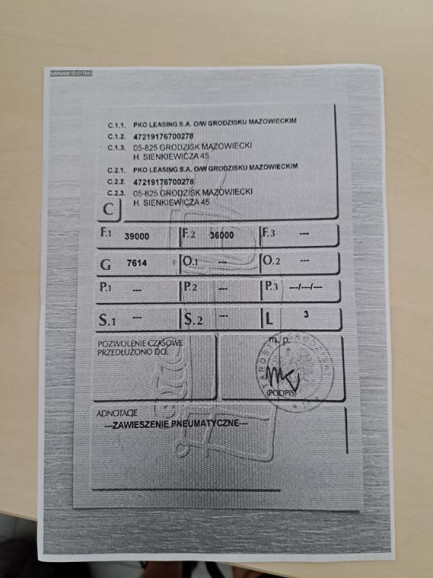 C.1.1. PKO LEASING S.A. O/W GRODZISKU MAZOWIECKIM
C.1.2. 47219176700278
C.1.3. 05-825 GRODZISK MAZOWIECKI
H. SIENKIEWICZA 45
C.2.1. PKO LEASING S.A. O/W GRODZISKU MAZOWIECKIM
C.2.2. 47219176700278
C.2.3. 05-825 GRODZISK MAZOWIECKI
H. SIENKIEWICZA 45
C
F.1 39000 F.2 36000 F.3 ---
G 7614 O.1 --- O.2 ---
P.1 --- P.2 --- P.3 ---/---/---
S.1 --- S.2 --- L 3
POZWOLENIE CZASOWE m. p.
PRZEDŁUŻONO DO:
(PODPIS)
ADNOTACJE
---ZAWIESZENIE PNEUMATYCZNE---